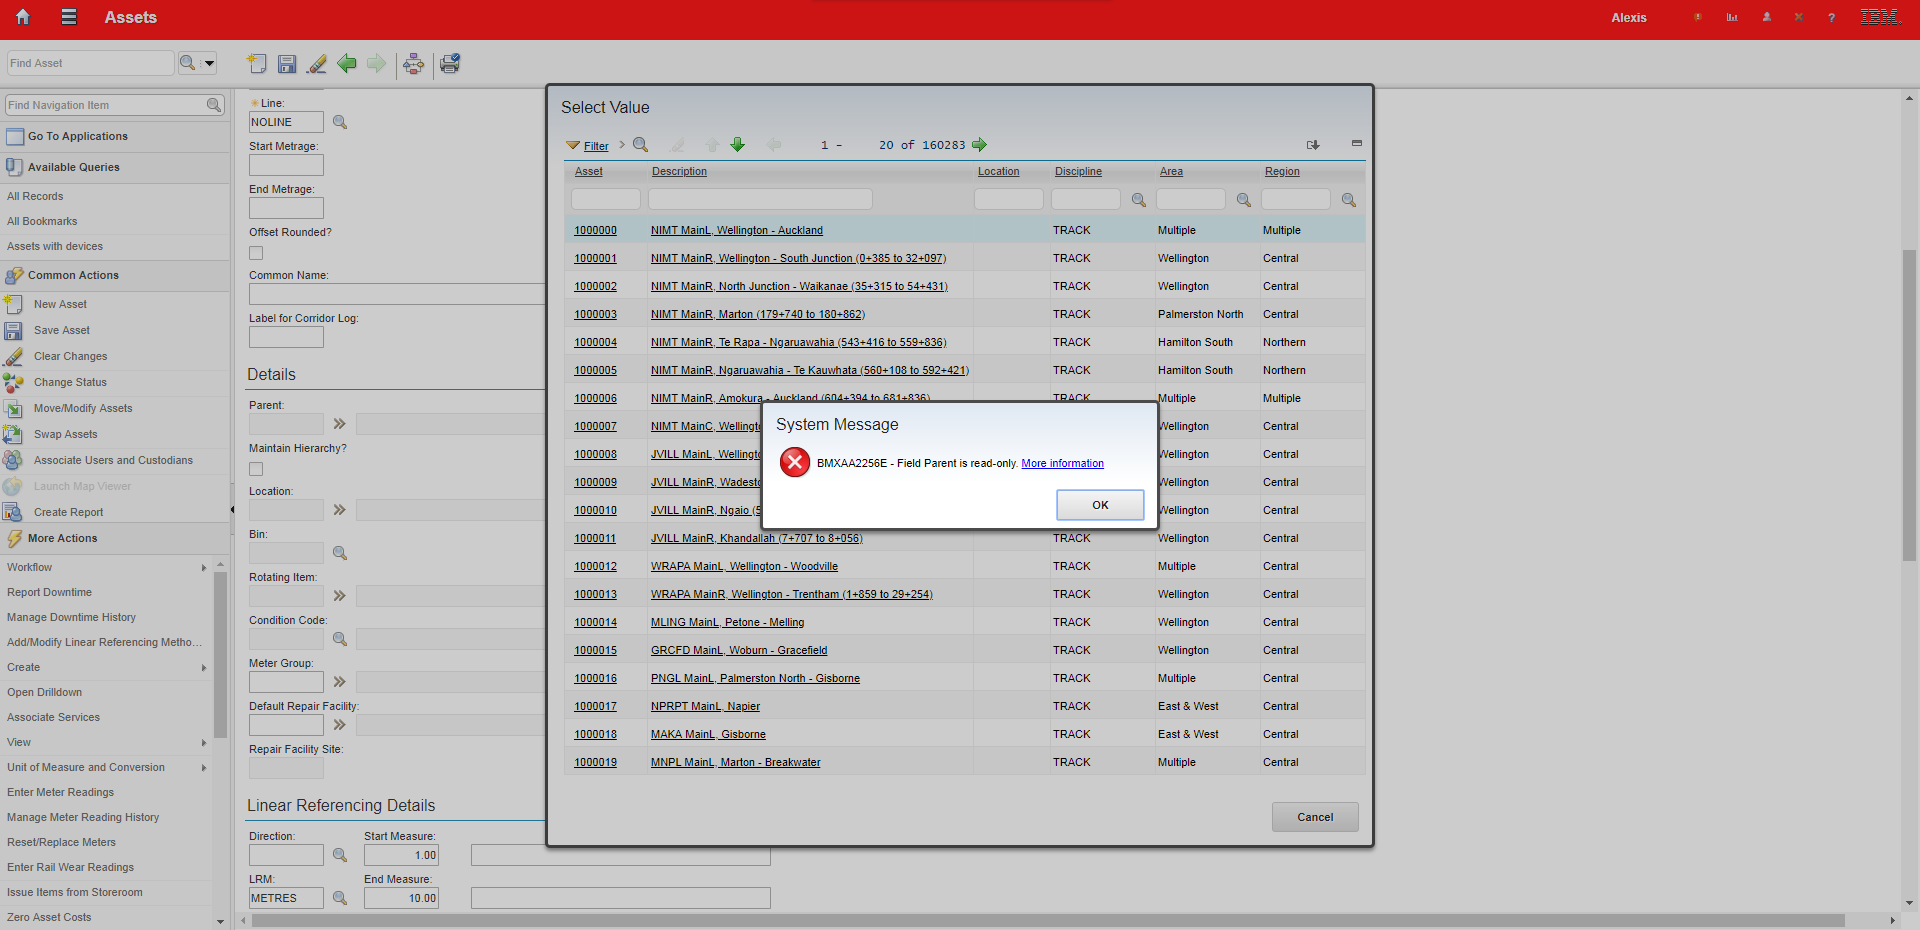 Assets
Alexis
IBM
Find Asset
Find Navigation Item
Go To Applications
Available Queries
All Records
All Bookmarks
Assets with devices
Common Actions
New Asset
Save Asset
Clear Changes
Change Status
Move/Modify Assets
Swap Assets
Associate Users and Custodians
Launch Map Viewer
Create Report
More Actions
Workflow
Report Downtime
Manage Downtime History
Add/Modify Linear Referencing Metho...
Create
Open Drilldown
Associate Services
View
Unit of Measure and Conversion
Enter Meter Readings
Manage Meter Reading History
Reset/Replace Meters
Enter Rail Wear Readings
Issue Items from Storeroom
Zero Asset Costs
Line:
NOLINE
Start Metrage:
End Metrage:
Offset Rounded?
Common Name:
Label for Corridor Log:
Details
Parent:
Maintain Hierarchy?
Location:
Bin:
Rotating Item:
Condition Code:
Meter Group:
Default Repair Facility:
Repair Facility Site:
Linear Referencing Details
Direction: Start Measure:
1.00
LRM: End Measure:
METRES 10.00
Select Value
Filter 1 - 20 of 160283
Asset Description Location Discipline Area Region
1000000 NIMT MainL, Wellington - Auckland TRACK Multiple Multiple
1000001 NIMT MainR, Wellington - South Junction (0+385 to 32+097) TRACK Wellington Central
1000002 NIMT MainR, North Junction - Waikanae (35+315 to 54+431) TRACK Wellington Central
1000003 NIMT MainR, Marton (179+740 to 180+862) TRACK Palmerston North Central
1000004 NIMT MainR, Te Rapa - Ngaruawahia (543+416 to 559+836) TRACK Hamilton South Northern
1000005 NIMT MainR, Ngaruawahia - Te Kauwhata (560+108 to 592+421) TRACK Hamilton South Northern
1000006 NIMT MainR, Amokura - Auckland (604+394 to 681+836) TRACK Multiple Multiple
1000007 NIMT MainC, Wellingt Wellington Central
1000008 JVILL MainL, Wellingt Wellington Central
1000009 JVILL MainR, Wadest Wellington Central
1000010 JVILL MainR, Ngaio (5 Wellington Central
1000011 JVILL MainR, Khandallah (7+707 to 8+056) TRACK Wellington Central
1000012 WRAPA MainL, Wellington - Woodville TRACK Multiple Central
1000013 WRAPA MainR, Wellington - Trentham (1+859 to 29+254) TRACK Wellington Central
1000014 MLING MainL, Petone - Melling TRACK Wellington Central
1000015 GRCFD MainL, Woburn - Gracefield TRACK Wellington Central
1000016 PNGL MainL, Palmerston North - Gisborne TRACK Multiple Central
1000017 NPRPT MainL, Napier TRACK East & West Central
1000018 MAKA MainL, Gisborne TRACK East & West Central
1000019 MNPL MainL, Marton - Breakwater TRACK Multiple Central
Cancel
System Message
BMXAA2256E - Field Parent is read-only. More information
OK